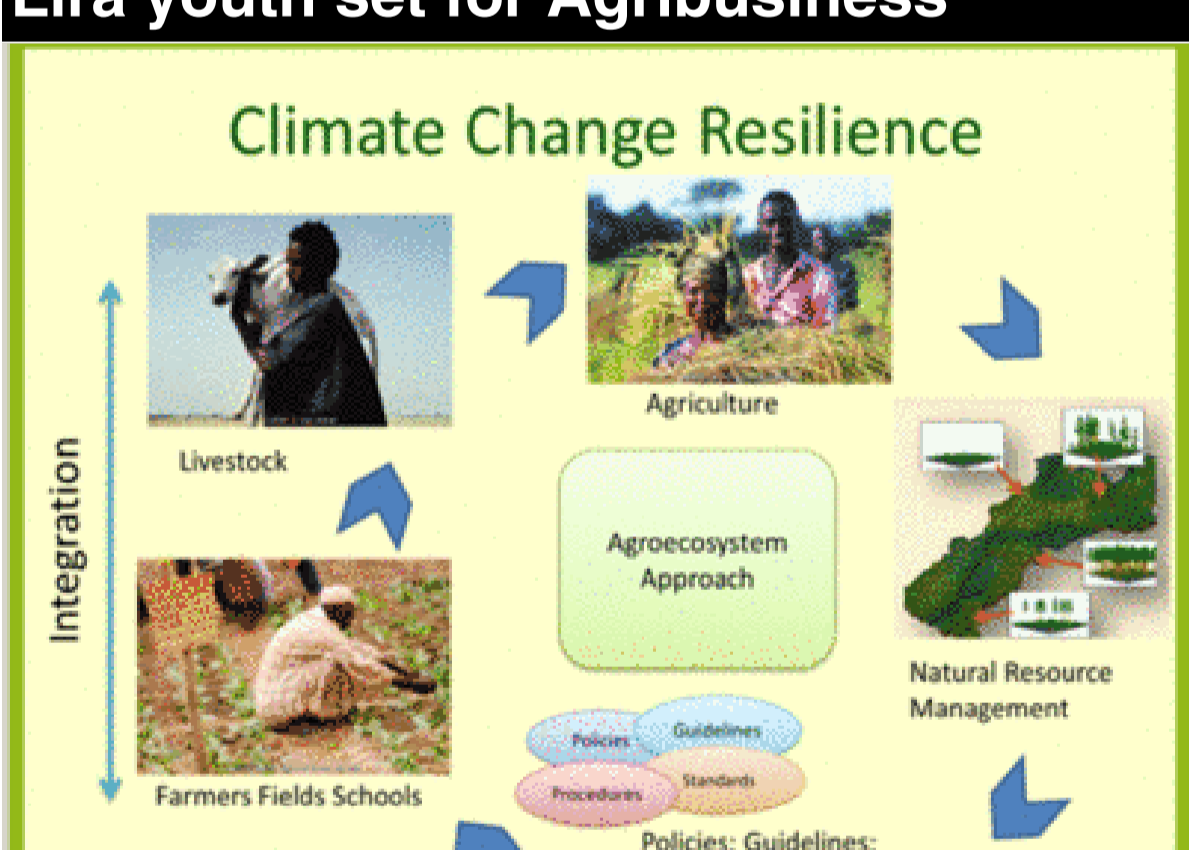 Lira youth set for Agribusiness
Climate Change Resilience
Agriculture
Livestock
Integration
Agroecosystem
Approach
Natural Resource
Management
Guidelines
Policies
Standards
Procedures
Farmers Fields Schools
Policies; Guidelines;